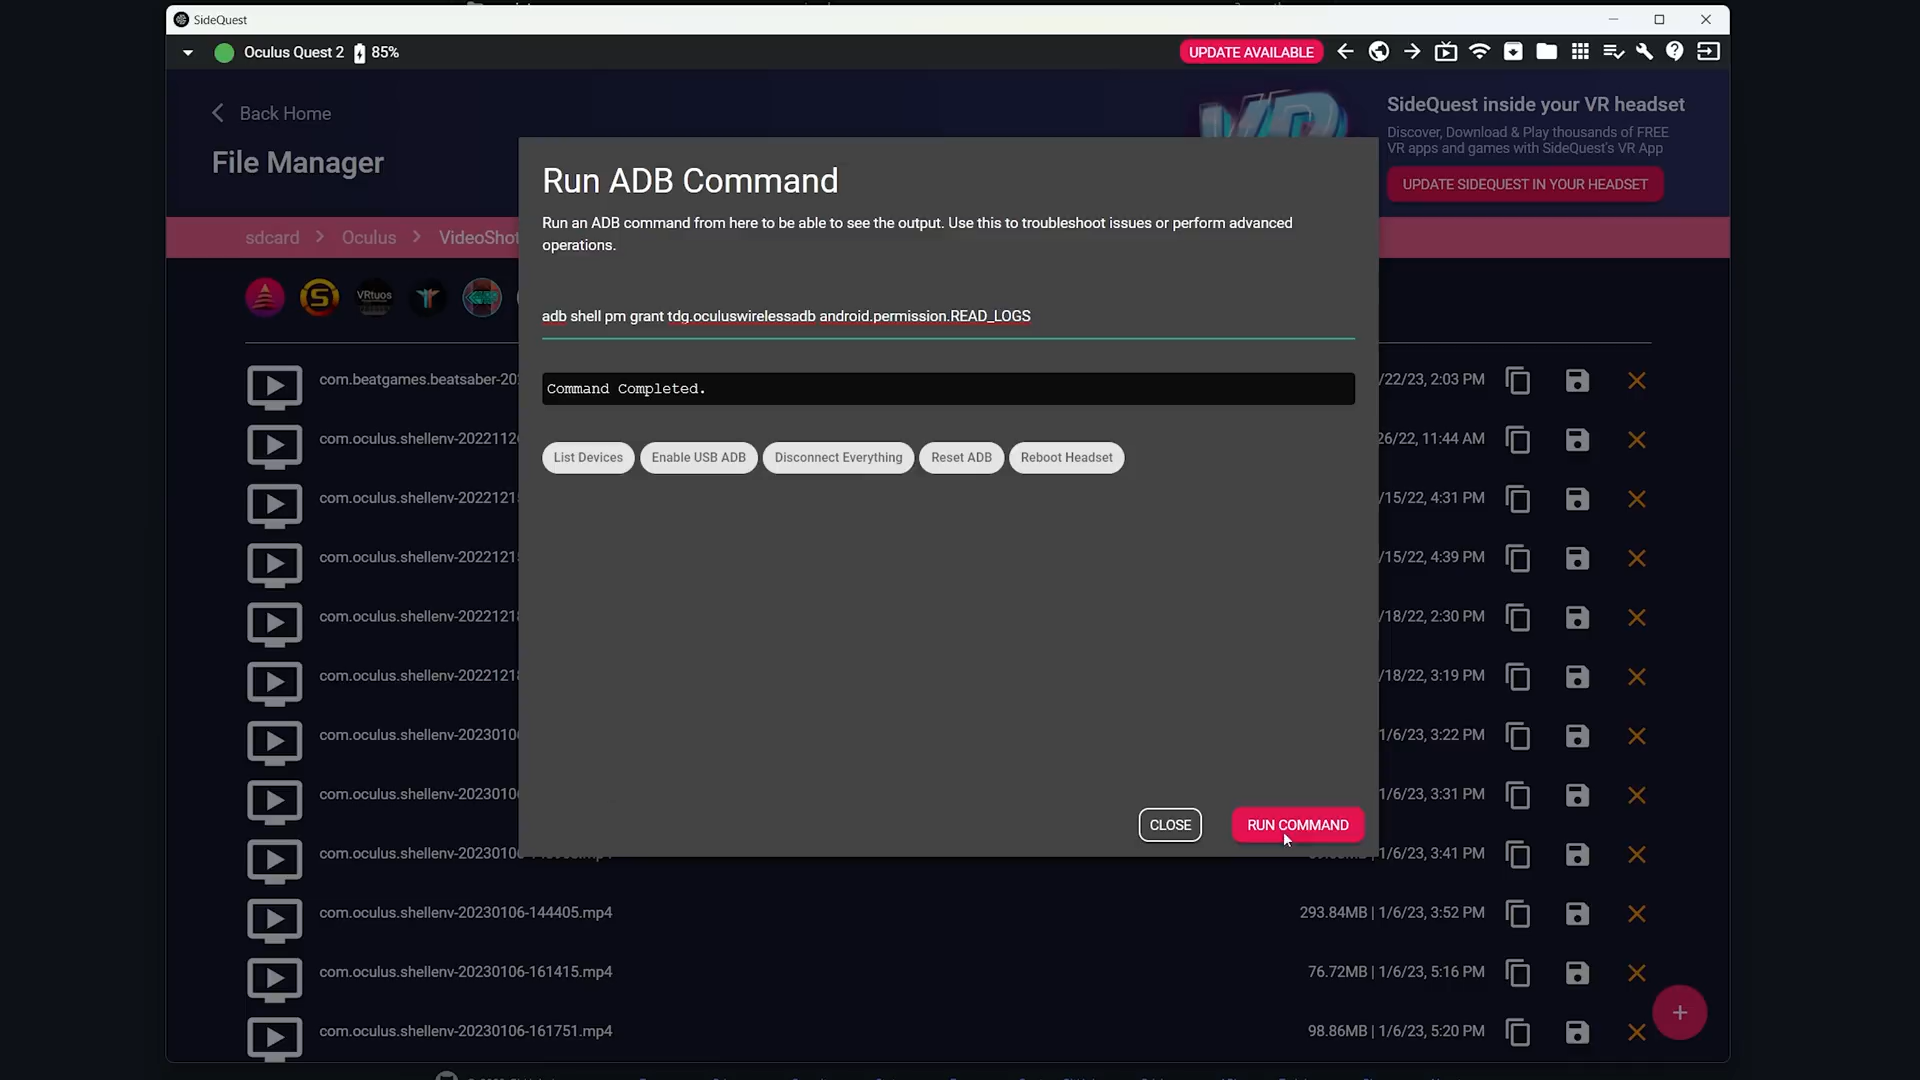 SideQuest
Oculus Quest 2 85%
UPDATE AVAILABLE
Back Home
File Manager
VR
SideQuest inside your VR headset
Discover, Download & Play thousands of FREE
VR apps and games with SideQuest's VR App
UPDATE SIDEQUEST IN YOUR HEADSET
sdcard > Oculus > VideoShot
S
VRtuos
Run ADB Command
Run an ADB command from here to be able to see the output. Use this to troubleshoot issues or perform advanced
operations.
adb shell pm grant tdg.oculuswirelessadb android.permission.READ_LOGS
Command Completed.
List Devices Enable USB ADB Disconnect Everything Reset ADB Reboot Headset
CLOSE RUN COMMAND
com.beatgames.beatsaber-20 /22/23, 2:03 PM
com.oculus.shellenv-2022112 26/22, 11:44 AM
com.oculus.shellenv-2022121 /15/22, 4:31 PM
com.oculus.shellenv-2022121 /15/22, 4:39 PM
com.oculus.shellenv-2022121 /18/22, 2:30 PM
com.oculus.shellenv-2022121 /18/22, 3:19 PM
com.oculus.shellenv-2023010 1/6/23, 3:22 PM
com.oculus.shellenv-2023010 1/6/23, 3:31 PM
com.oculus.shellenv-2023010 1/6/23, 3:41 PM
com.oculus.shellenv-20230106-144405.mp4 293.84MB | 1/6/23, 3:52 PM
com.oculus.shellenv-20230106-161415.mp4 76.72MB | 1/6/23, 5:16 PM
com.oculus.shellenv-20230106-161751.mp4 98.86MB | 1/6/23, 5:20 PM